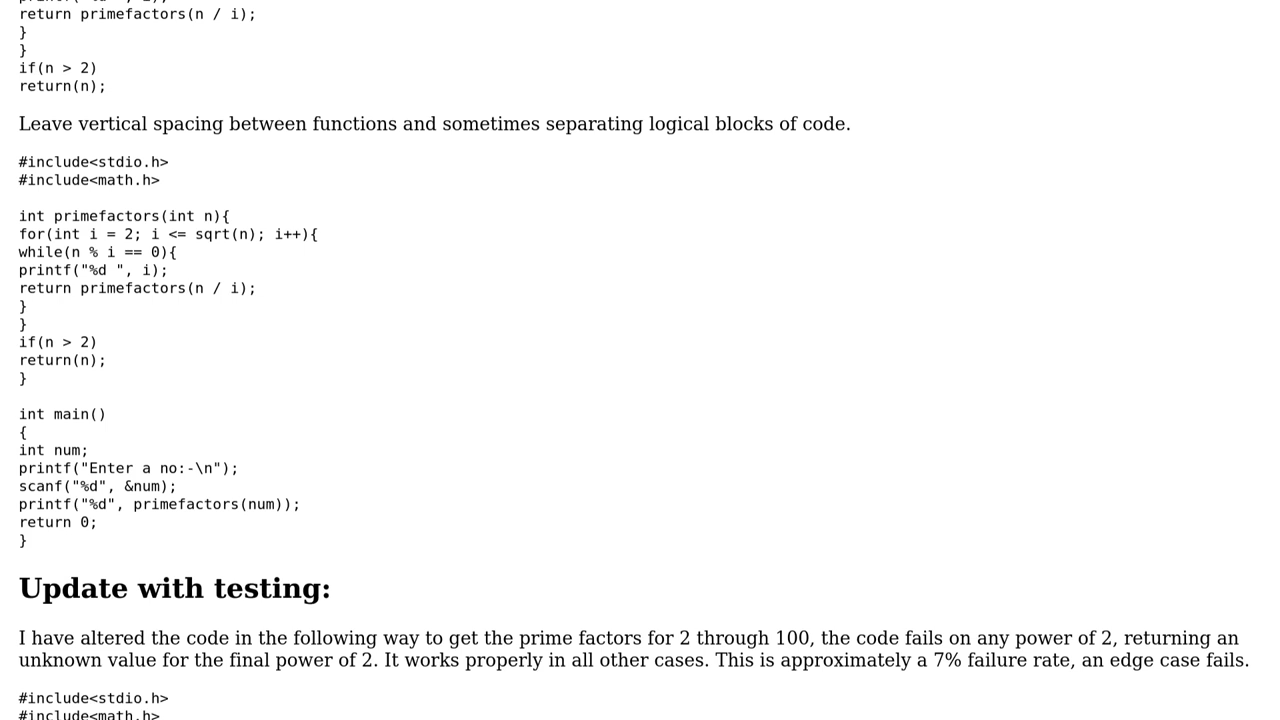 return primefactors(n / i);
}
}
if(n > 2)
return(n);
Leave vertical spacing between functions and sometimes separating logical blocks of code.
#include<stdio.h>
#include<math.h>
int primefactors(int n){
for(int i = 2; i <= sqrt(n); i++){
while(n % i == 0){
printf("%d ", i);
return primefactors(n / i);
}
}
if(n > 2)
return(n);
}
int main()
{
int num;
printf("Enter a no:-\n");
scanf("%d", &num);
printf("%d", primefactors(num));
return 0;
}
Update with testing:
I have altered the code in the following way to get the prime factors for 2 through 100, the code fails on any power of 2, returning an
unknown value for the final power of 2. It works properly in all other cases. This is approximately a 7% failure rate, an edge case fails.
#include<stdio.h>
#include<math.h>